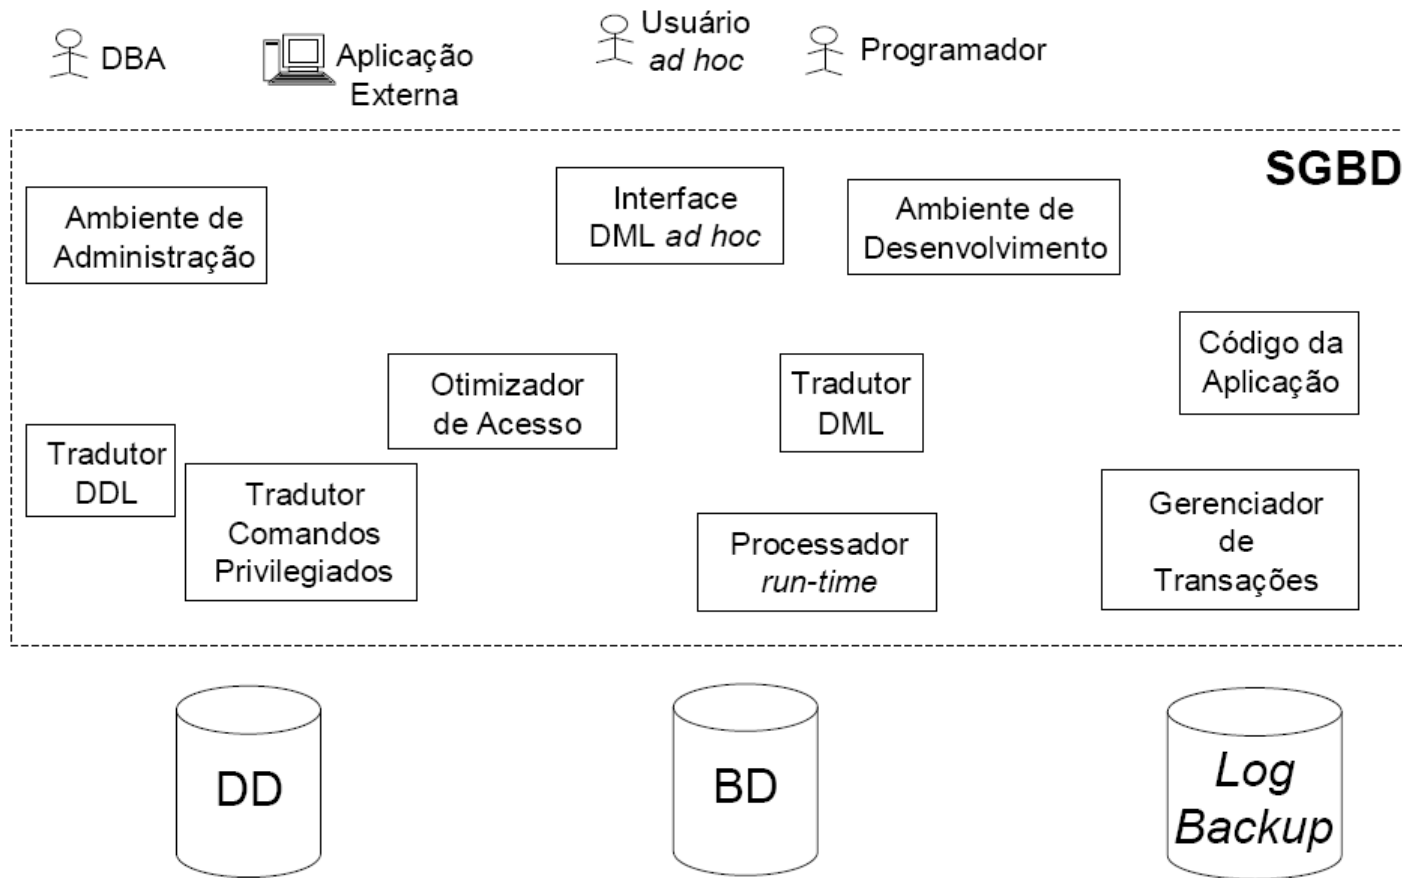 DBA
Aplicação
Externa
Usuário
ad hoc
Programador
SGBD
Ambiente de
Administração
Interface
DML ad hoc
Ambiente de
Desenvolvimento
Código da
Aplicação
Otimizador
de Acesso
Tradutor
DML
Tradutor
DDL
Tradutor
Comandos
Privilegiados
Processador
run-time
Gerenciador
de
Transações
DD
BD
Log
Backup